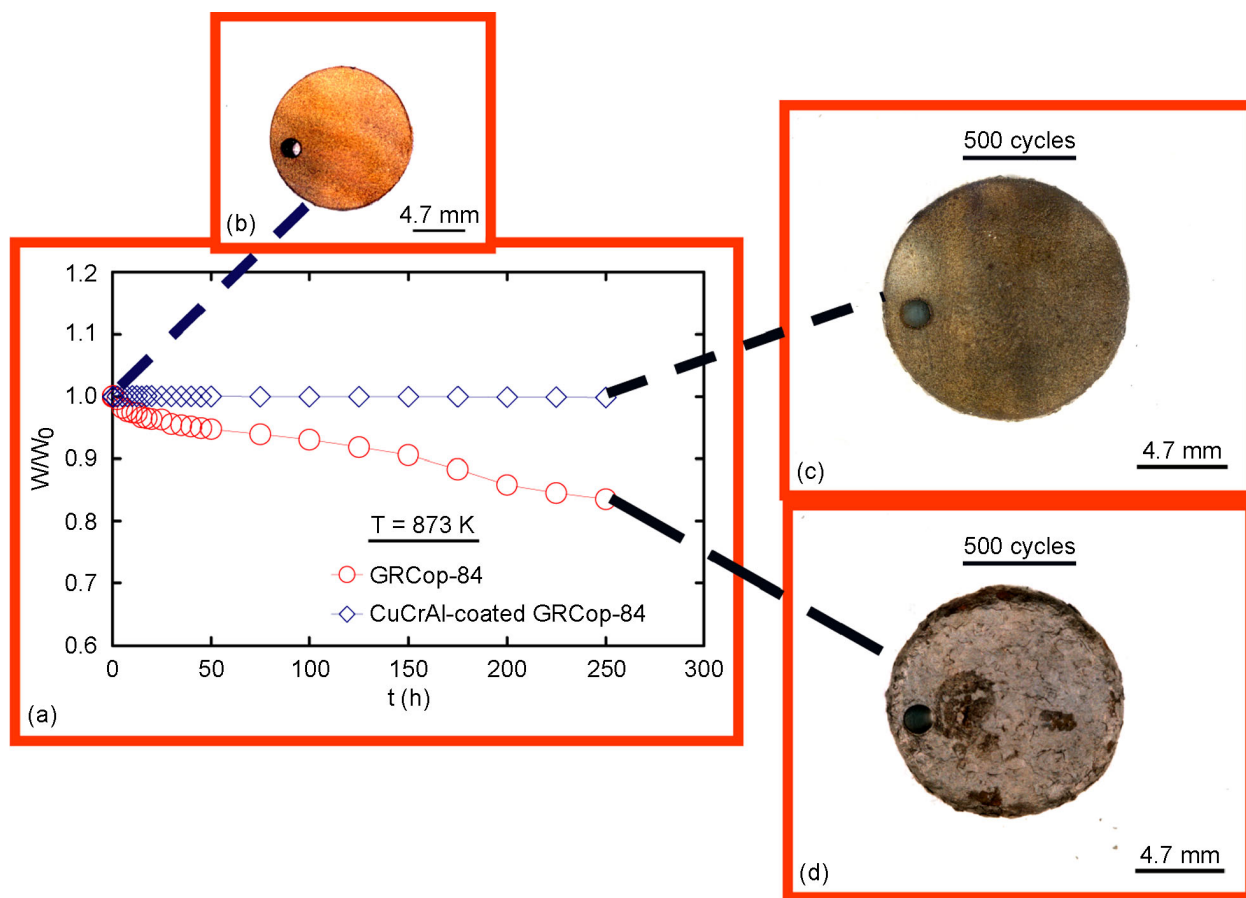 (b)
4.7 mm
500 cycles
(c)
4.7 mm
1.2
1.1
1.0
0.9
0.8
0.7
0.6
W/W0
T = 873 K
GRCop-84
CuCrAl-coated GRCop-84
0 50 100 150 200 250 300
t (h)
(a)
500 cycles
4.7 mm
(d)